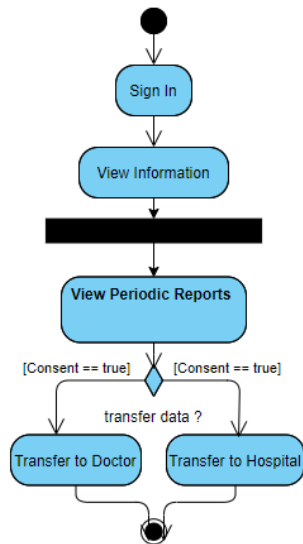 Sign In
View Information
View Periodic Reports
[Consent == true] [Consent == true]
transfer data ?
Transfer to Doctor
Transfer to Hospital